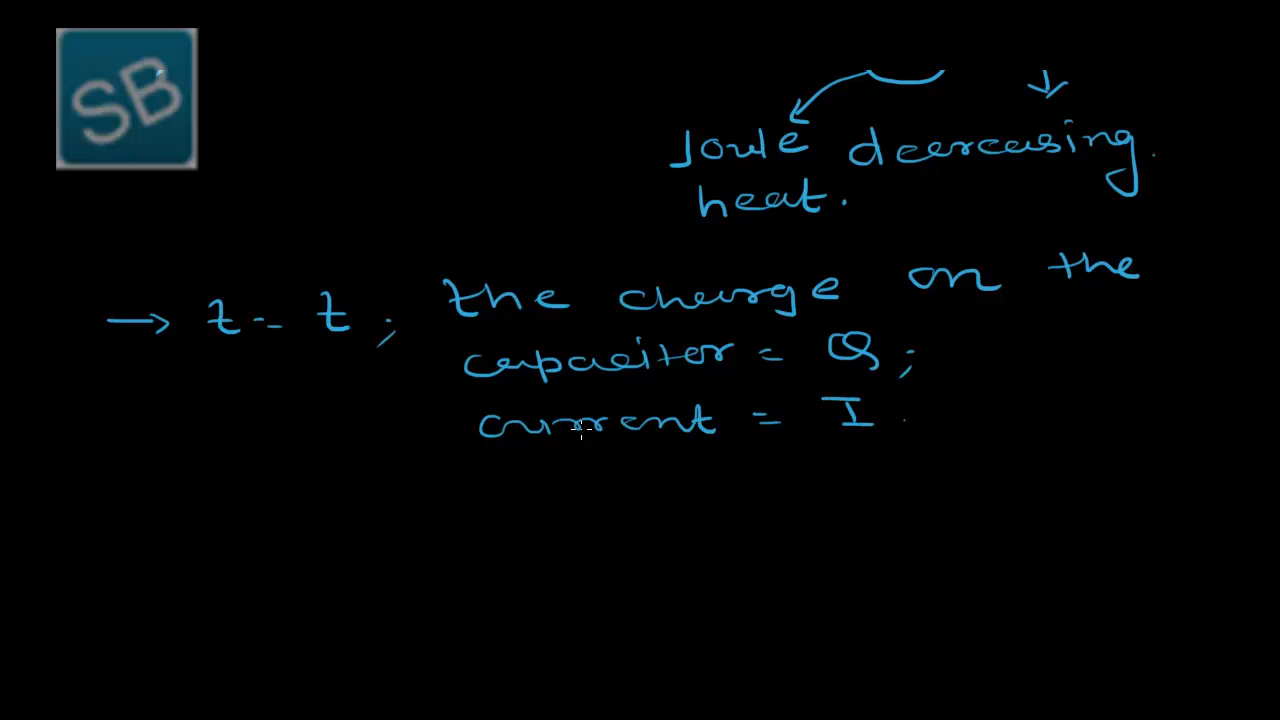 SB
Joule decreasing.
heat.
→ t = t; the charge on the
capacitor = Q;
current = I